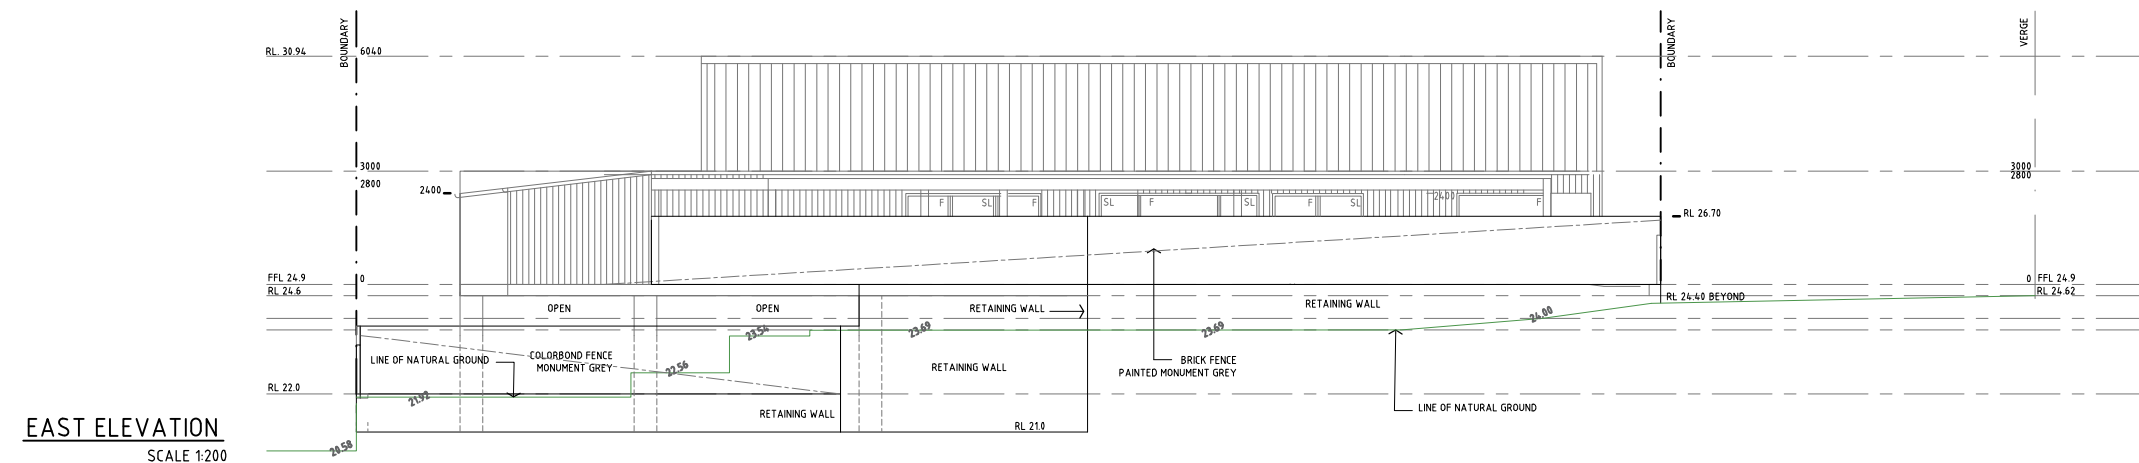 BOUNDARY
BOUNDARY
VERGE
RL. 30.94
6040
3000
2800
2400
3000
2800
F
SL
F
SL
F
SL
F
SL
2400
F
RL 26.70
FFL 24.9
0
0
FFL 24.9
RL 24.6
RL 24.62
RL 24.40 BEYOND
OPEN
OPEN
RETAINING WALL
RETAINING WALL
24.00
23.54
23.69
23.69
LINE OF NATURAL GROUND
COLORBOND FENCE
MONUMENT GREY
22.56
RETAINING WALL
BRICK FENCE
PAINTED MONUMENT GREY
RL 22.0
21.92
RETAINING WALL
LINE OF NATURAL GROUND
RL 21.0
EAST ELEVATION
SCALE 1:200
20.58